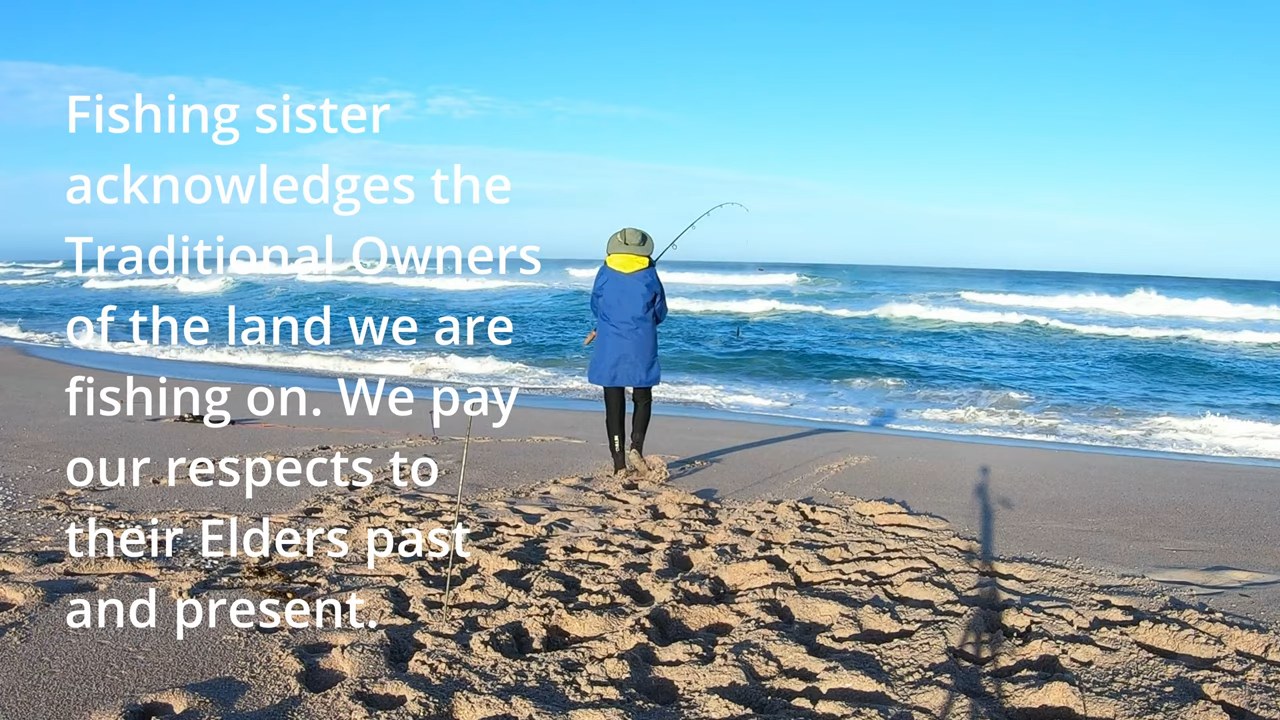 Fishing sister
acknowledges the
Traditional Owners
of the land we are
fishing on. We pay
our respects to
their Elders past
and present.